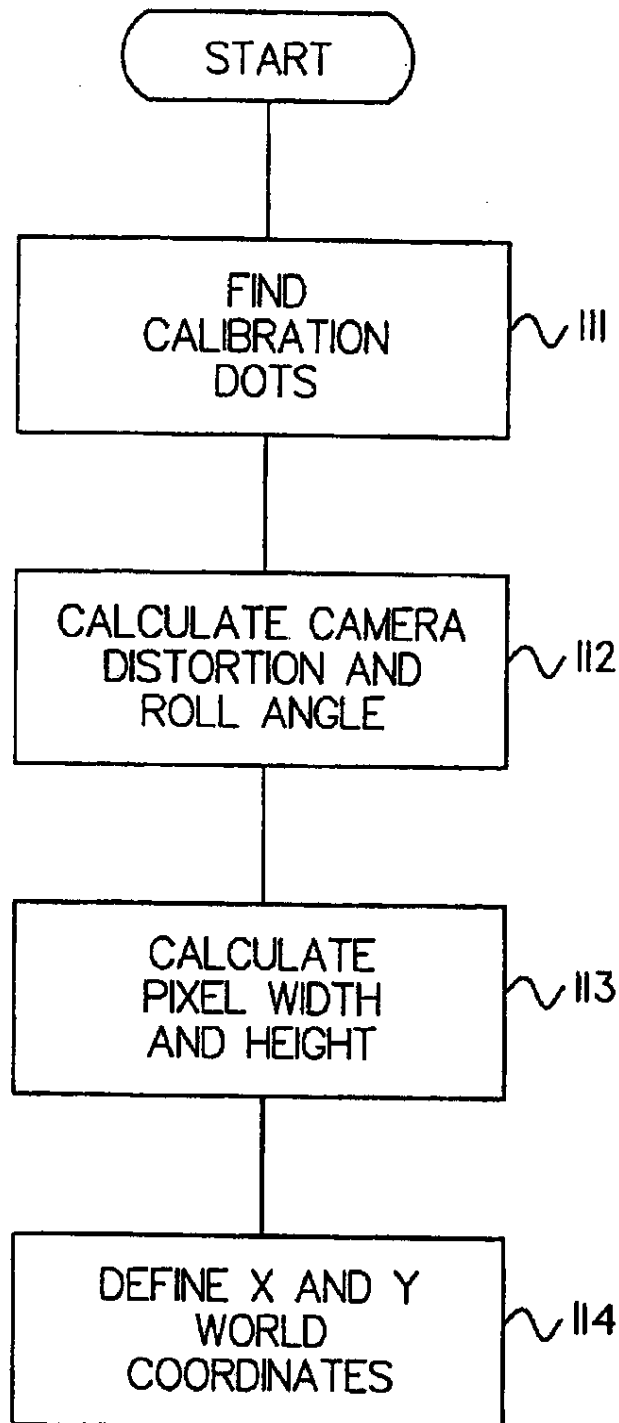 START
FIND
CALIBRATION
DOTS
111
CALCULATE CAMERA
DISTORTION AND
ROLL ANGLE
112
CALCULATE
PIXEL WIDTH
AND HEIGHT
113
DEFINE X AND Y
WORLD
COORDINATES
114